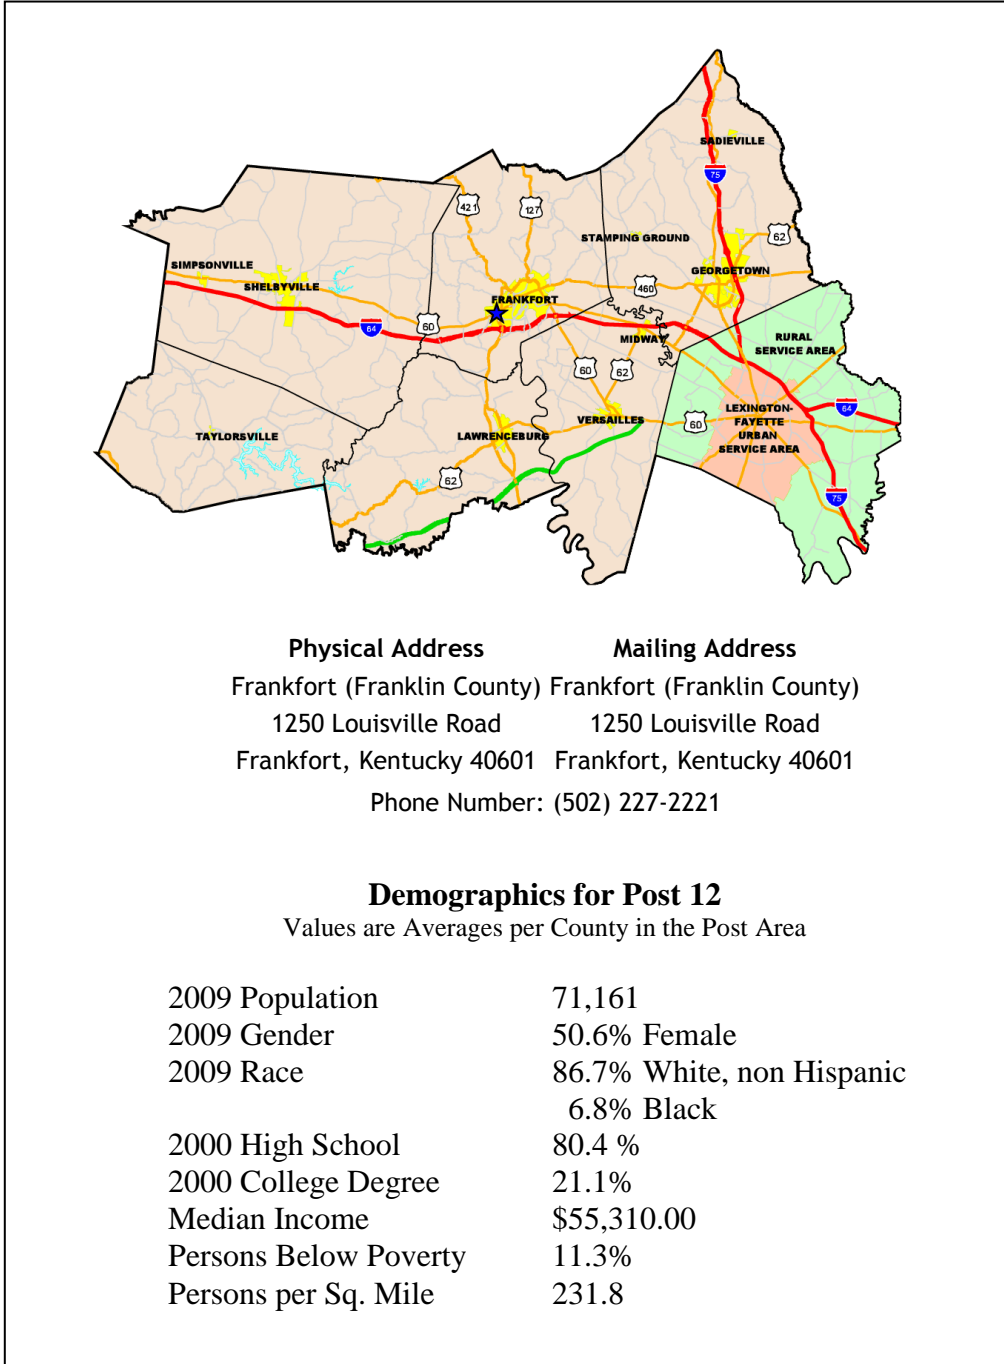 SADIEVILLE
75
421
127
62
STAMPING GROUND
SIMPSONVILLE
GEORGETOWN
SHELBYVILLE
460
FRANKFORT
64
60
MIDWAY
RURAL
SERVICE AREA
60
62
LEXINGTON-
FAYETTE
URBAN
SERVICE AREA
64
VERSAILLES
60
TAYLORSVILLE
LAWRENCEBURG
62
75
Physical Address Mailing Address
Frankfort (Franklin County) Frankfort (Franklin County)
1250 Louisville Road 1250 Louisville Road
Frankfort, Kentucky 40601 Frankfort, Kentucky 40601
Phone Number: (502) 227-2221
Demographics for Post 12
Values are Averages per County in the Post Area
2009 Population 71,161
2009 Gender 50.6% Female
2009 Race 86.7% White, non Hispanic
6.8% Black
2000 High School 80.4 %
2000 College Degree 21.1%
Median Income $55,310.00
Persons Below Poverty 11.3%
Persons per Sq. Mile 231.8